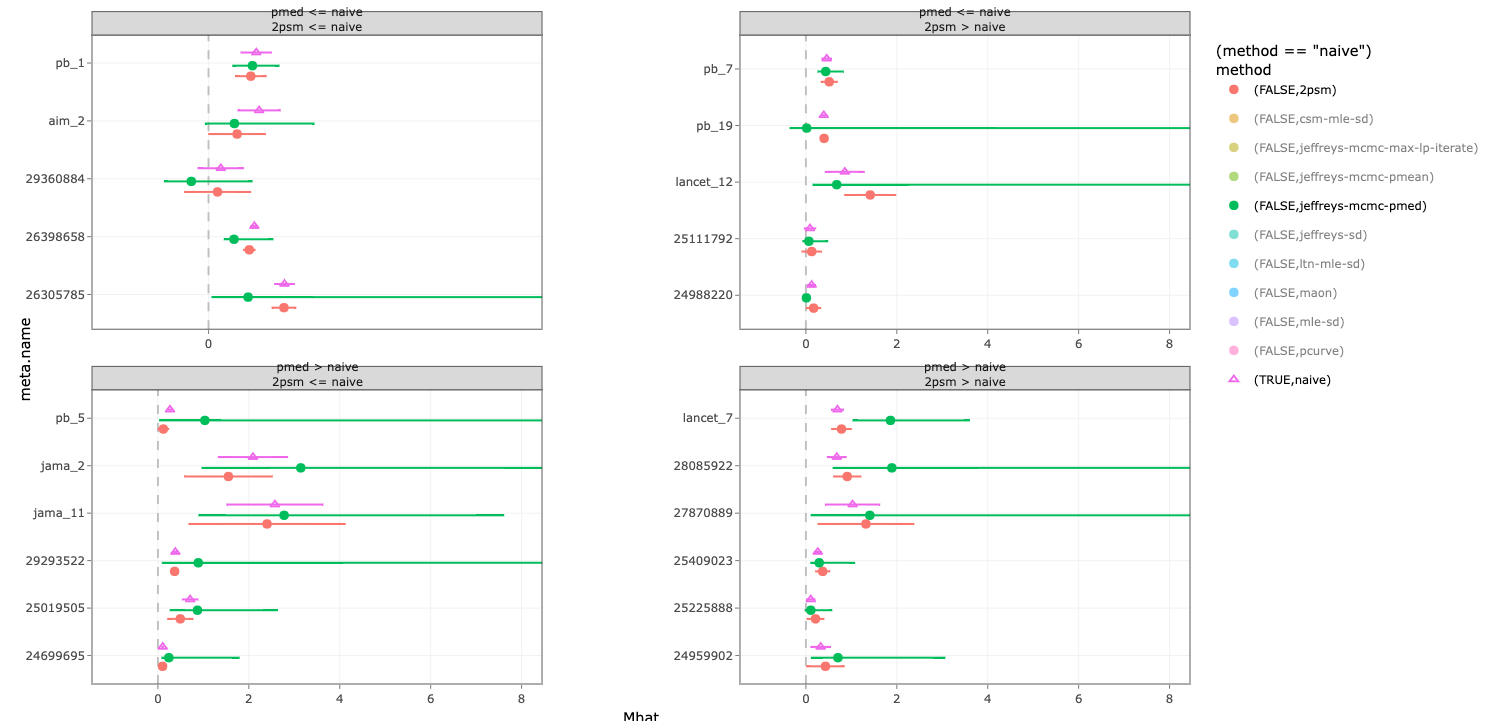 pmed <= naive
2psm <= naive
pb_1
aim_2
29360884
26398658
26305785
0
pmed <= naive
2psm > naive
pb_7
pb_19
lancet_12
25111792
24988220
0 2 4 6 8
pmed > naive
2psm <= naive
pb_5
jama_2
jama_11
29293522
25019505
24699695
0 2 4 6 8
pmed > naive
2psm > naive
lancet_7
28085922
27870889
25409023
25225888
24959902
0 2 4 6 8
meta.name
Mhat
(method == "naive")
method
(FALSE,2psm)
(FALSE,csm-mle-sd)
(FALSE,jeffreys-mcmc-max-lp-iterate)
(FALSE,jeffreys-mcmc-pmean)
(FALSE,jeffreys-mcmc-pmed)
(FALSE,jeffreys-sd)
(FALSE,ltn-mle-sd)
(FALSE,maon)
(FALSE,mle-sd)
(FALSE,pcurve)
(TRUE,naive)